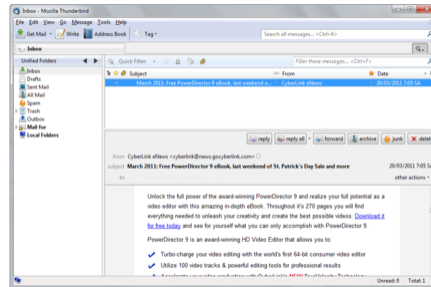 Inbox - Mozilla Thunderbird
File Edit View Go Message Tools Help
Get Mail Write Address Book Tag Search all messages... <Ctrl+K>
Inbox
Unified Folders Quick Filter: Filter these messages... <Ctrl+F>
Inbox Subject From Date
Drafts March 2011: Free PowerDirector 9 eBook, last weekend o... CyberLink eNews 20/03/2011 7:05 SA
Sent Mail
All Mail
Spam
Trash
Outbox
Mail for
Local Folders
reply reply all forward archive junk delet
from CyberLink eNews <cyberlink@news.gocyberlink.com>
subject March 2011: Free PowerDirector 9 eBook, last weekend of St. Patrick's Day Sale and more 20/03/2011 7:05 SA
to other actions
Unlock the full power of the award-winning PowerDirector 9 and realize your full potential as a
video editor with this amazing in-depth eBook. Throughout it's 270 pages you will find
everything needed to unleash your creativity and create the best possible videos. Download it
for free today and see for yourself what you can only accomplish with PowerDirector 9.
PowerDirector 9 is an award-winning HD Video Editor that allows you to:
Turbo-charge your video editing with the world's first 64-bit consumer video editor
Utilize 100 video tracks & powerful editing tools for professional results
Unread: 0 Total: 1